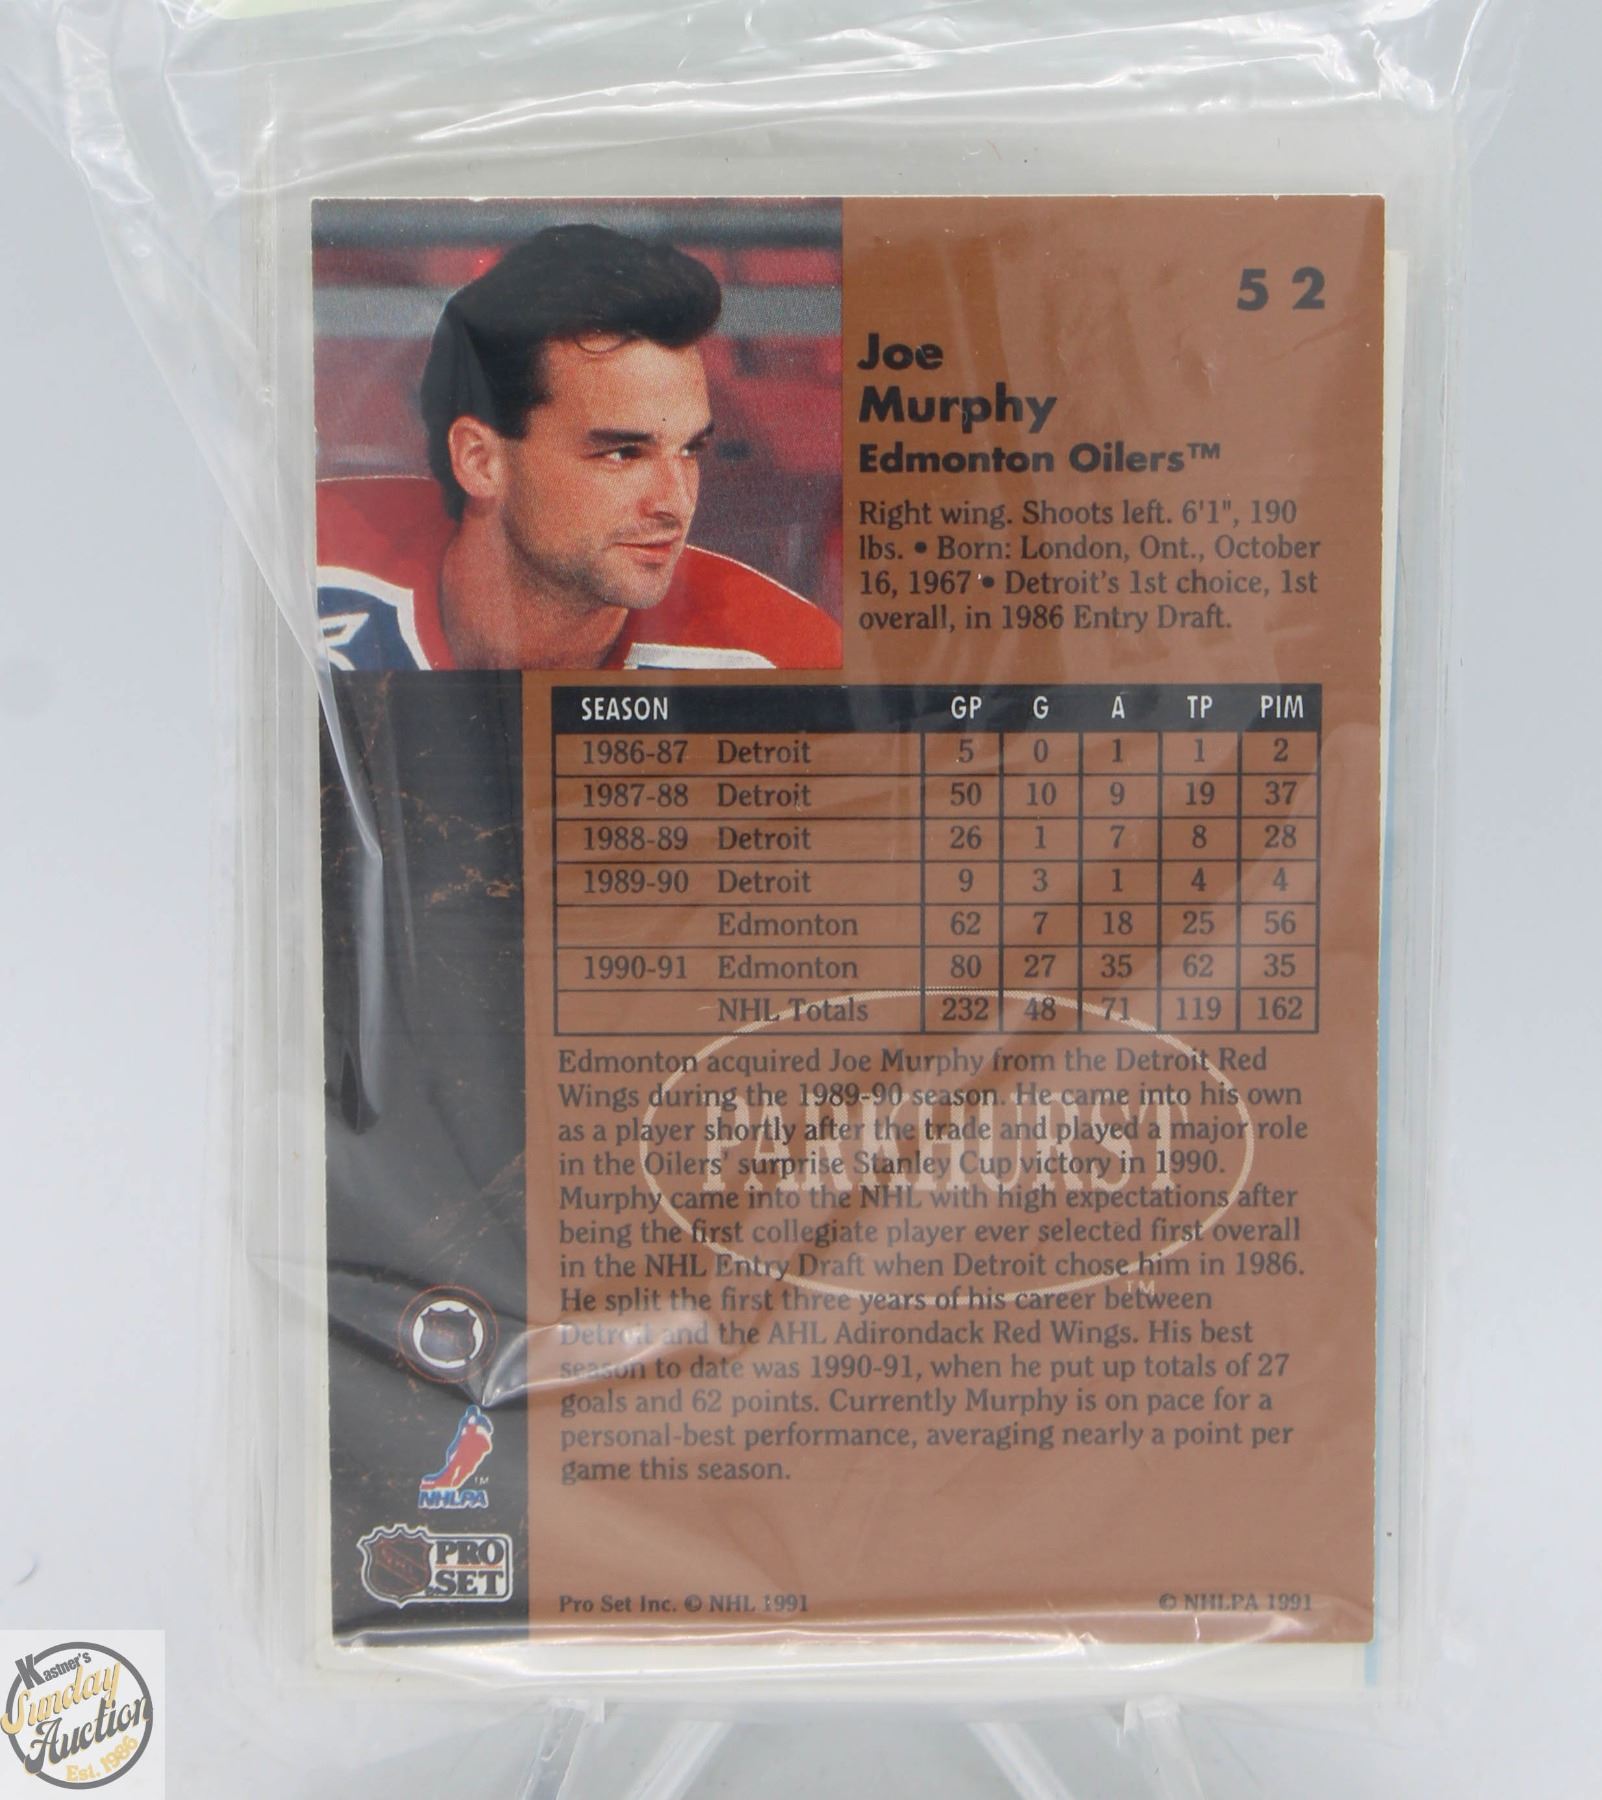 52
Joe
Murphy
Edmonton Oilers™
Right wing. Shoots left. 6'1", 190
lbs. • Born: London, Ont., October
16, 1967 • Detroit's 1st choice, 1st
overall, in 1986 Entry Draft.
SEASON GP G A TP PIM
1986-87 Detroit 5 0 1 1 2
1987-88 Detroit 50 10 9 19 37
1988-89 Detroit 26 1 7 8 28
1989-90 Detroit 9 3 1 4 4
Edmonton 62 7 18 25 56
1990-91 Edmonton 80 27 35 62 35
NHL Totals 232 48 71 119 162
Edmonton acquired Joe Murphy from the Detroit Red
Wings during the 1989-90 season. He came into his own
as a player shortly after the trade and played a major role
in the Oilers' surprise Stanley Cup victory in 1990.
Murphy came into the NHL with high expectations after
being the first collegiate player ever selected first overall
in the NHL Entry Draft when Detroit chose him in 1986.
He split the first three years of his career between
Detroit and the AHL Adirondack Red Wings. His best
season to date was 1990-91, when he put up totals of 27
goals and 62 points. Currently Murphy is on pace for a
personal-best performance, averaging nearly a point per
game this season.
PARKHURST
™
™
NHLPA
NHL
PRO
SET
Pro Set Inc. © NHL 1991
© NHLPA 1991
Kastner's
Sunday
Auction
Est. 1986